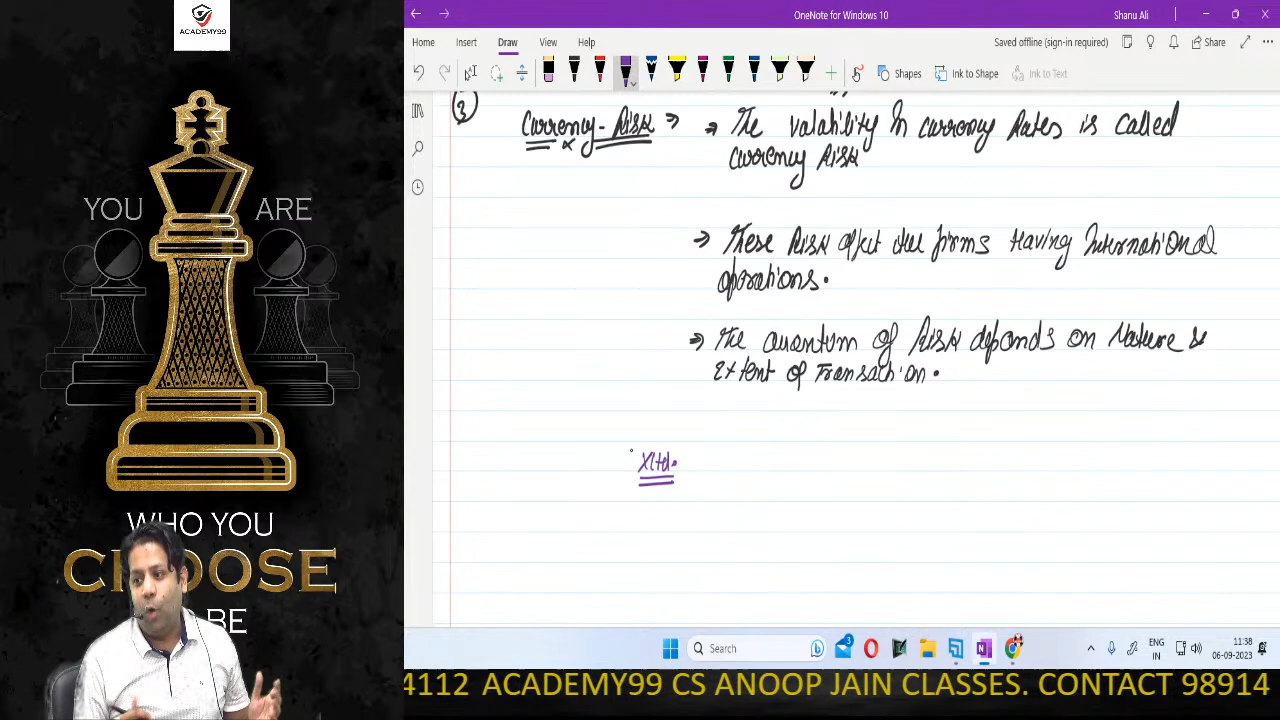 ACADEMY99
YOU ARE
WHO YOU
CHOOSE
BE
OneNote for Windows 10
Shanu Ali
Home Insert Draw View Help
Saved offline (sign-in required)
Share
Shapes
Ink to Shape
Ink to Text
3
Currency-Risk ⇒ → The volatility In currency Rates is called
Currency Risk
→ These Risk affect the firms Having International
operations.
⇒ The quantum of Risk depends on Nature &
Extent of Transaction.
X Ltd.
Search
3
ENG
IN
11:38
06-09-2023
4112 ACADEMY99 CS ANOOP JAIN CLASSES. CONTACT 98914